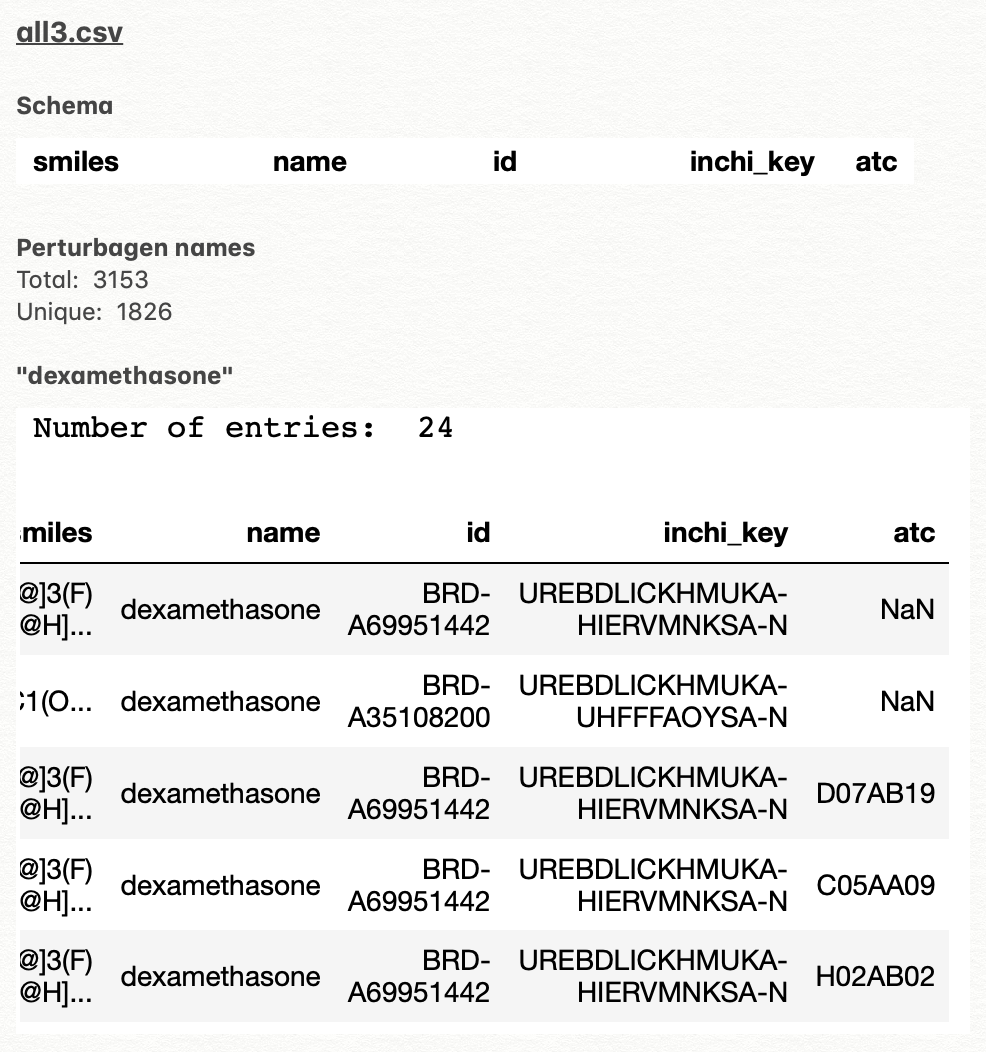 all3.csv
Schema
smiles name id inchi_key atc
Perturbagen names
Total: 3153
Unique: 1826
"dexamethasone"
Number of entries: 24
miles name id inchi_key atc
@]3(F) BRD- UREBDLICKHMUKA-
@H]... dexamethasone A69951442 HIERVMNKSA-N NaN
BRD- UREBDLICKHMUKA-
1(O... dexamethasone A35108200 UHFFFAOYSA-N NaN
@]3(F) BRD- UREBDLICKHMUKA-
@H]... dexamethasone A69951442 HIERVMNKSA-N D07AB19
@]3(F) BRD- UREBDLICKHMUKA-
@H]... dexamethasone A69951442 HIERVMNKSA-N C05AA09
@]3(F) BRD- UREBDLICKHMUKA-
@H]... dexamethasone A69951442 HIERVMNKSA-N H02AB02